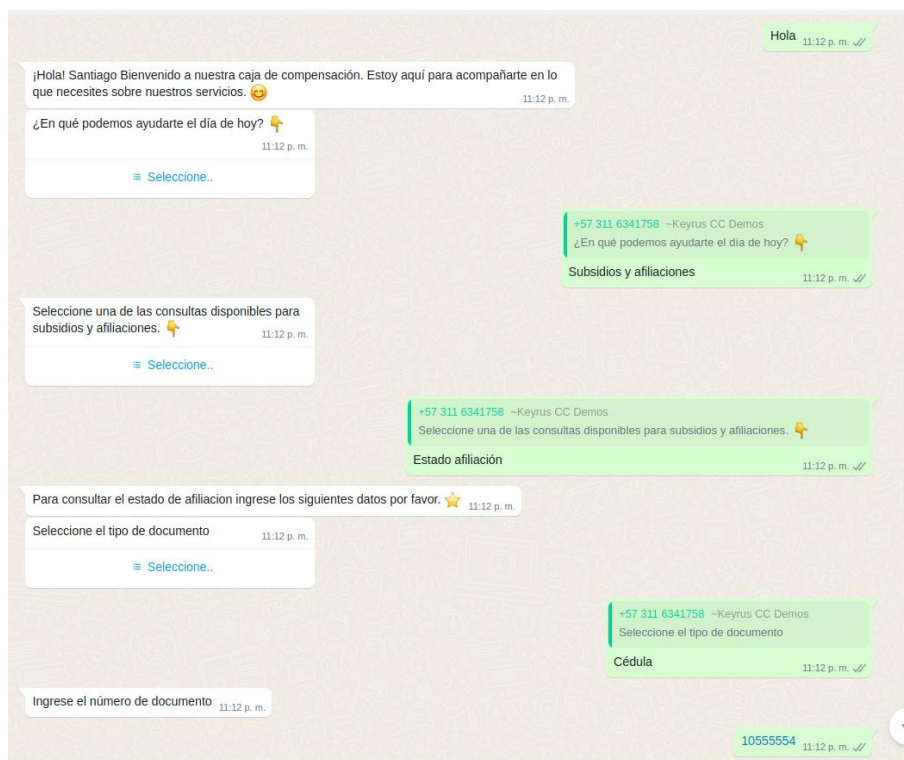 Hola 11:12 p. m.
¡Hola! Santiago Bienvenido a nuestra caja de compensación. Estoy aquí para acompañarte en lo
que necesites sobre nuestros servicios. 😊
11:12 p. m.
¿En qué podemos ayudarte el día de hoy? 👇
11:12 p. m.
Seleccione..
+57 311 6341758 ~Keyrus CC Demos
¿En qué podemos ayudarte el día de hoy? 👇
Subsidios y afiliaciones
11:12 p. m.
Seleccione una de las consultas disponibles para
subsidios y afiliaciones. 👇 11:12 p. m.
Seleccione..
+57 311 6341758 ~Keyrus CC Demos
Seleccione una de las consultas disponibles para subsidios y afiliaciones. 👇
Estado afiliación
11:12 p. m.
Para consultar el estado de afiliacion ingrese los siguientes datos por favor. ⭐ 11:12 p. m.
Seleccione el tipo de documento 11:12 p. m.
Seleccione..
+57 311 6341758 ~Keyrus CC Demos
Seleccione el tipo de documento
Cédula
11:12 p. m.
Ingrese el número de documento 11:12 p. m.
10555554 11:12 p. m.